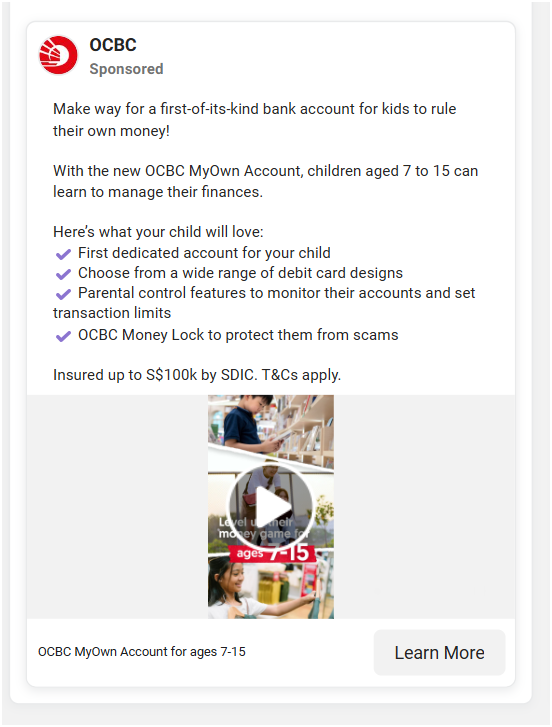 OCBC
Sponsored
Make way for a first-of-its-kind bank account for kids to rule
their own money!
With the new OCBC MyOwn Account, children aged 7 to 15 can
learn to manage their finances.
Here’s what your child will love:
First dedicated account for your child
Choose from a wide range of debit card designs
Parental control features to monitor their accounts and set
transaction limits
OCBC Money Lock to protect them from scams
Insured up to S$100k by SDIC. T&Cs apply.
Level up their
money game for
ages 7-15
OCBC MyOwn Account for ages 7-15
Learn More